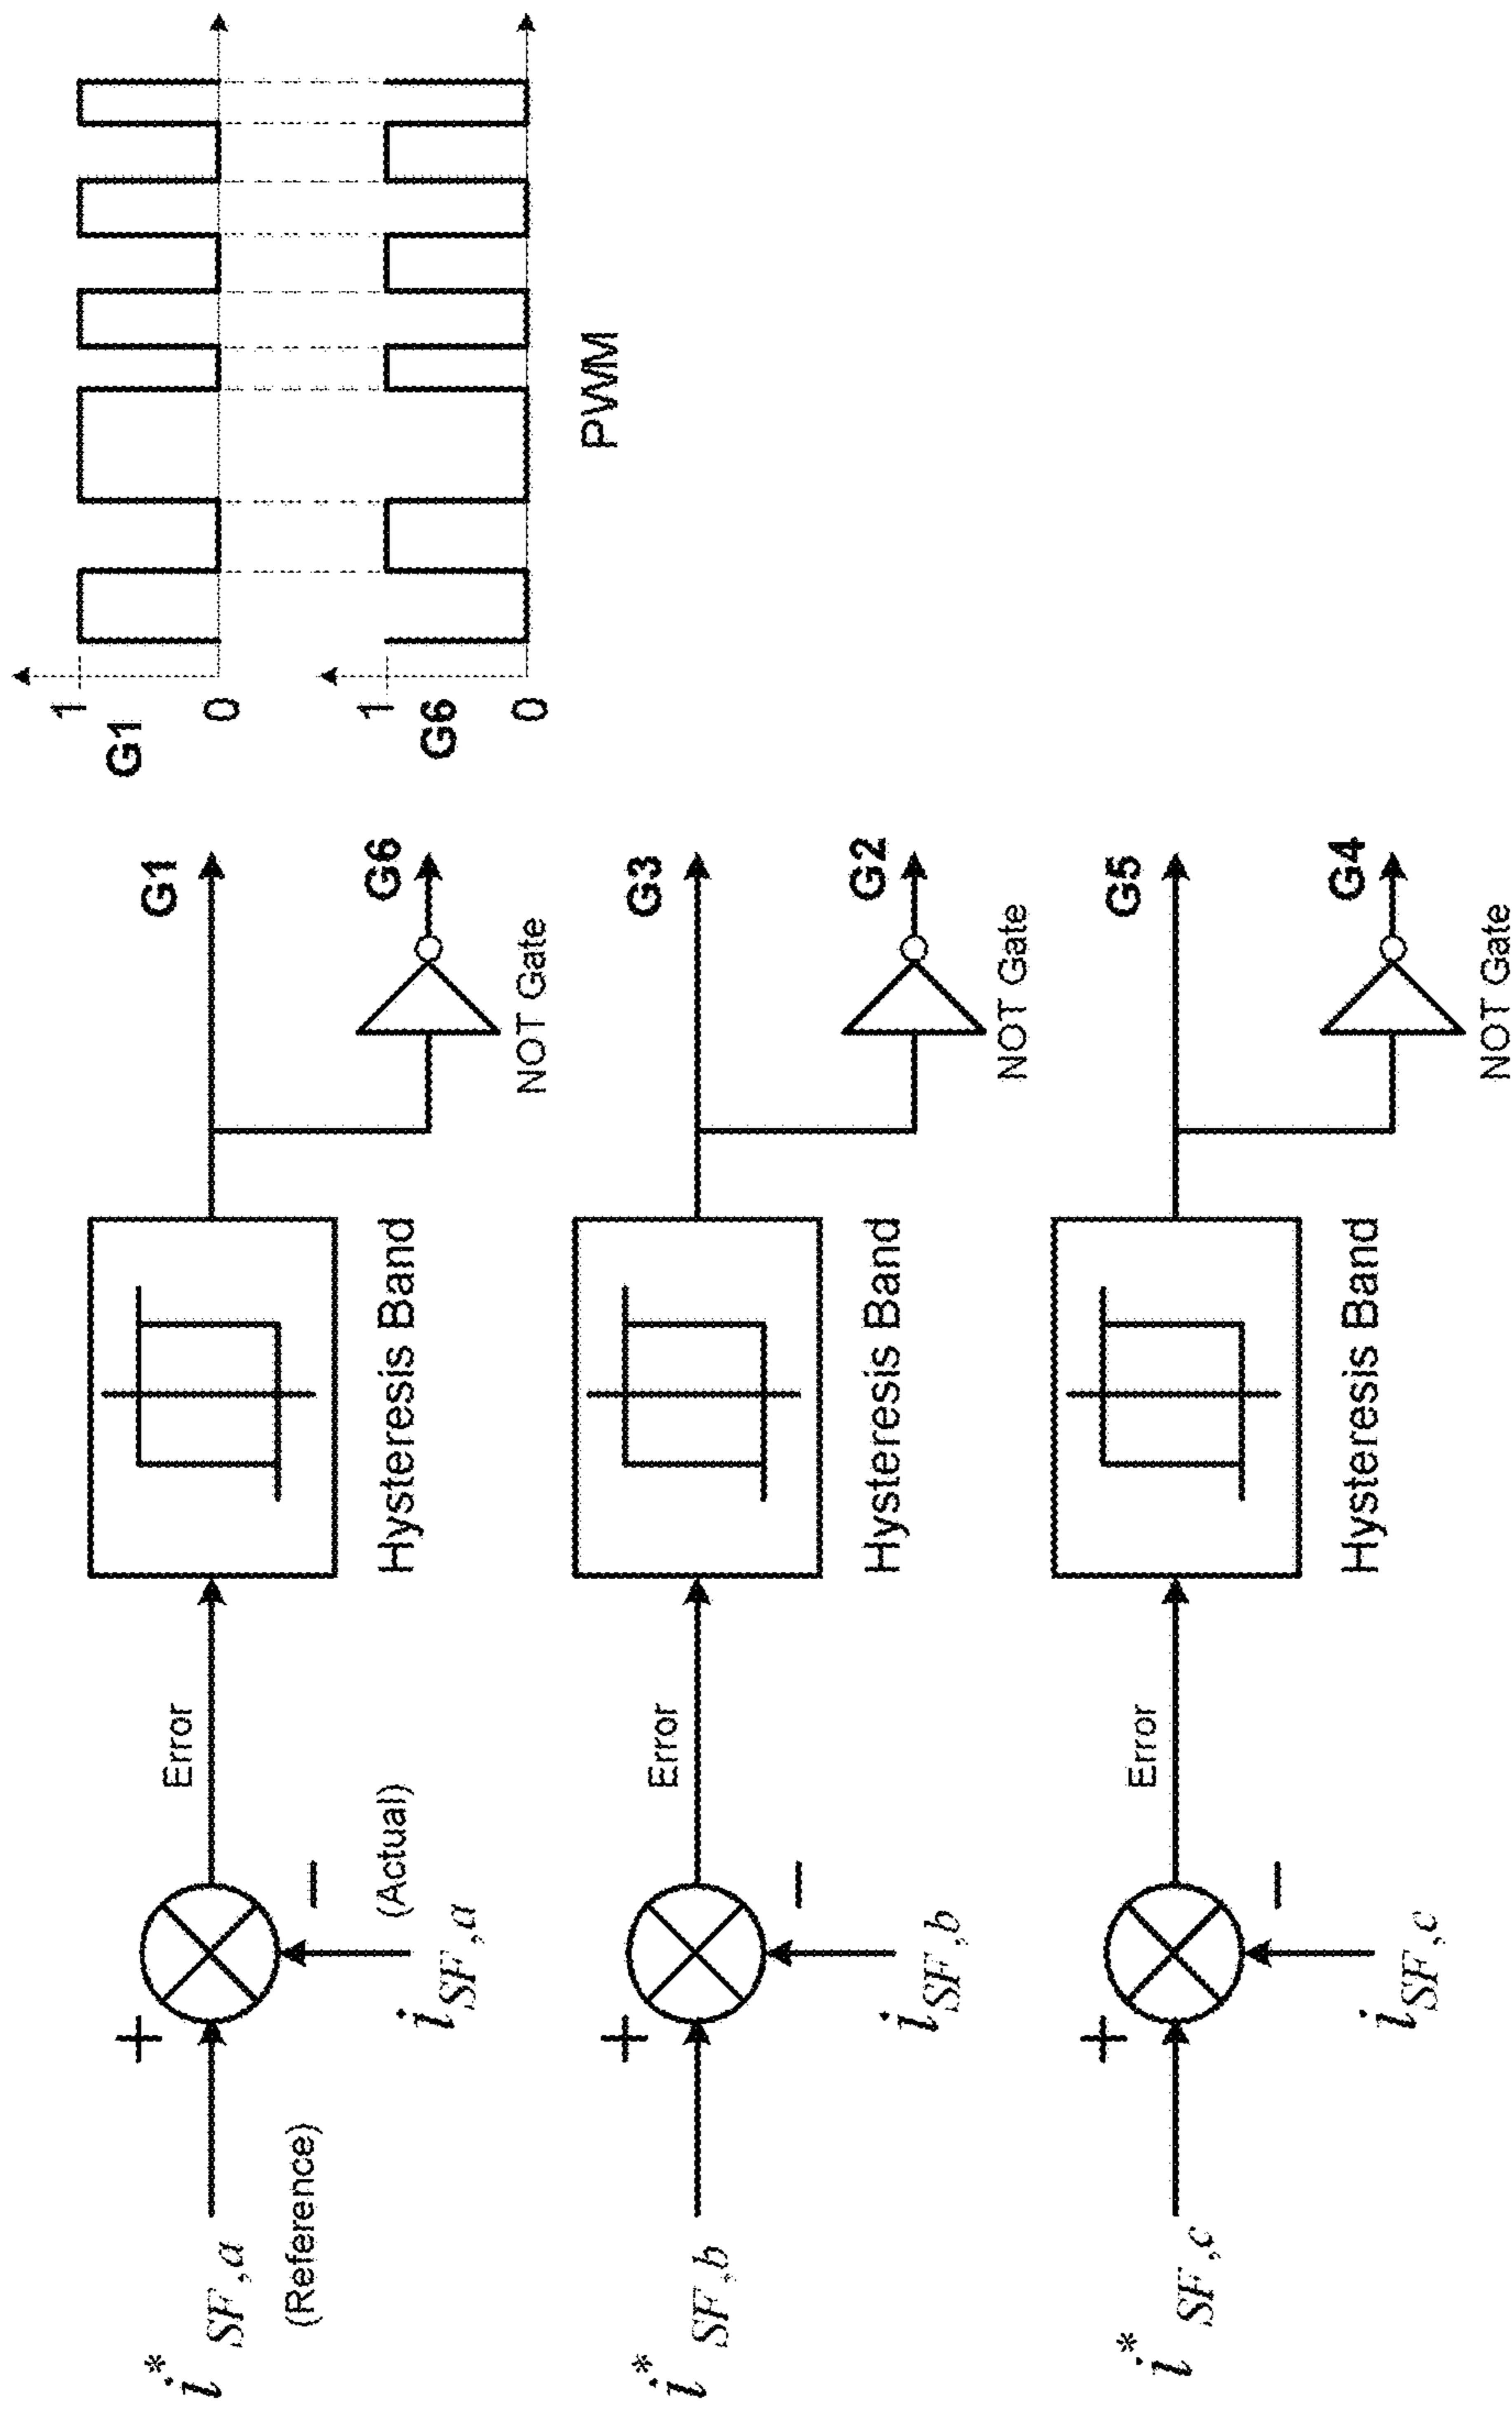 i*SF,a
(Reference)
+
−
(Actual)
iSF,a
Error
Hysteresis Band
G1
G6
NOT Gate
i*SF,b
+
−
iSF,b
Error
Hysteresis Band
G3
G2
NOT Gate
i*SF,c
+
−
iSF,c
Error
Hysteresis Band
G5
G4
NOT Gate
1
G1
0
1
G6
0
PWM